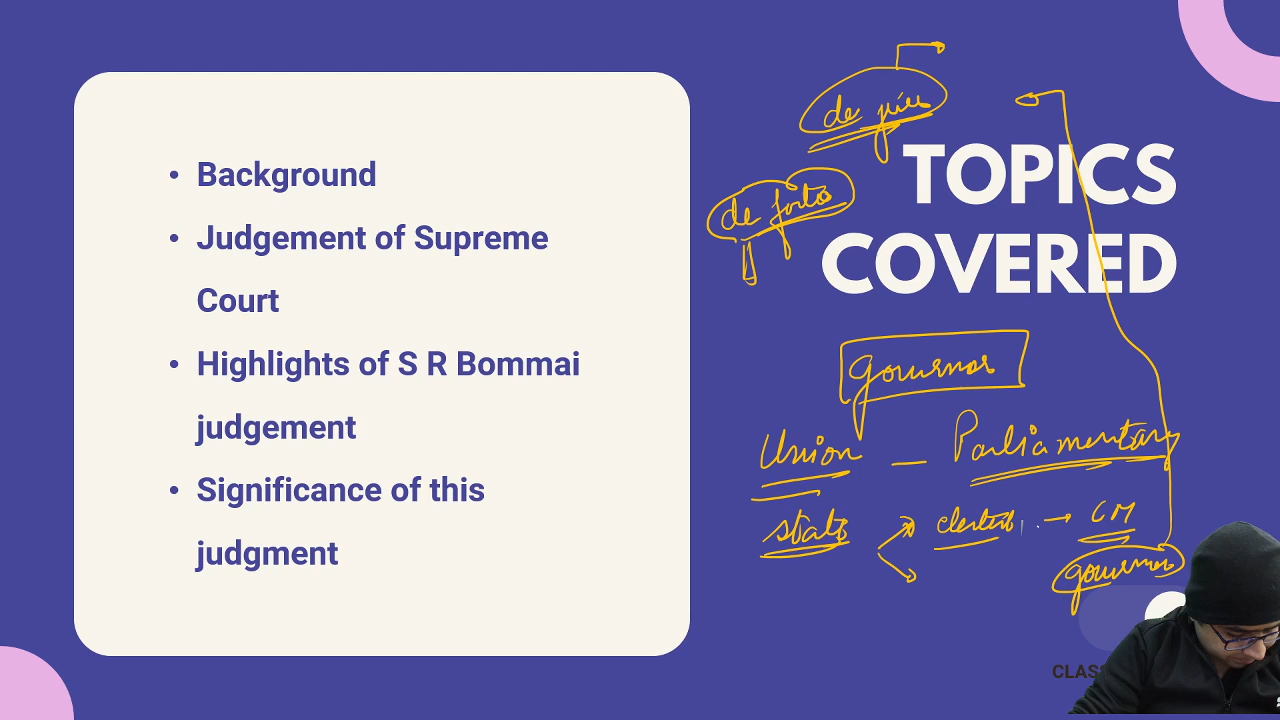 • Background
• Judgement of Supreme
Court
• Highlights of S R Bommai
judgement
• Significance of this
judgment
TOPICS
COVERED
de
de facto
governor
Union – Parliamentary
state → CM
governor
CLASS